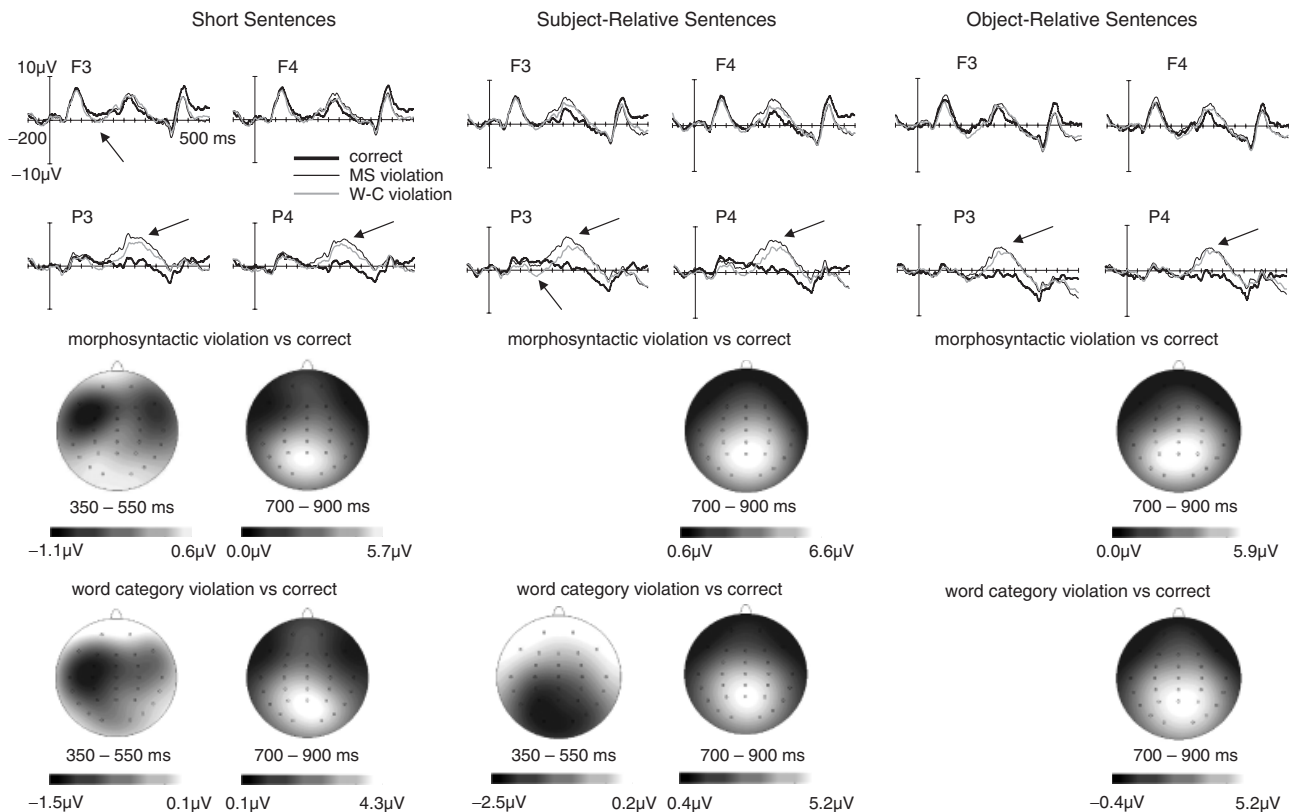 Short Sentences Subject-Relative Sentences Object-Relative Sentences
10µV F3 F4 F3 F4 F3 F4
−200 500 ms
−10µV
correct
MS violation
W-C violation
P3 P4 P3 P4 P3 P4
morphosyntactic violation vs correct morphosyntactic violation vs correct morphosyntactic violation vs correct
350 – 550 ms 700 – 900 ms 700 – 900 ms 700 – 900 ms
−1.1µV 0.6µV 0.0µV 5.7µV 0.6µV 6.6µV 0.0µV 5.9µV
word category violation vs correct word category violation vs correct word category violation vs correct
350 – 550 ms 700 – 900 ms 350 – 550 ms 700 – 900 ms 700 – 900 ms
−1.5µV 0.1µV 0.1µV 4.3µV −2.5µV 0.2µV 0.4µV 5.2µV −0.4µV 5.2µV